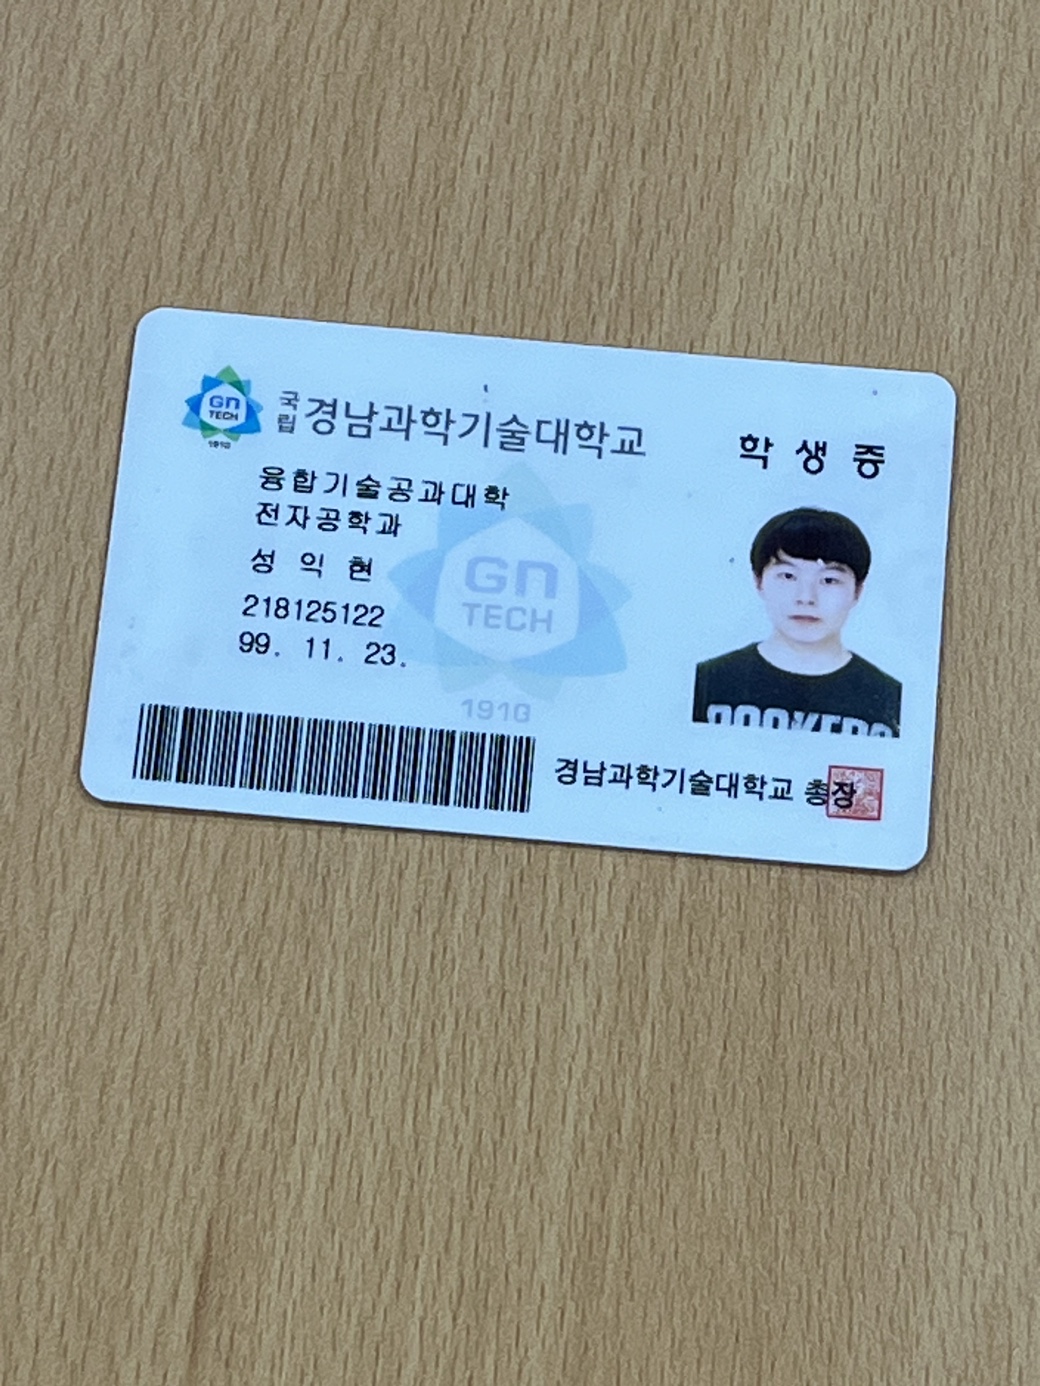 GN
TECH
1910
국립 경남과학기술대학교
학 생 증
융합기술공과대학
전자공학과
성 익 현
218125122
99. 11. 23.
GN
TECH
1910
경남과학기술대학교 총장